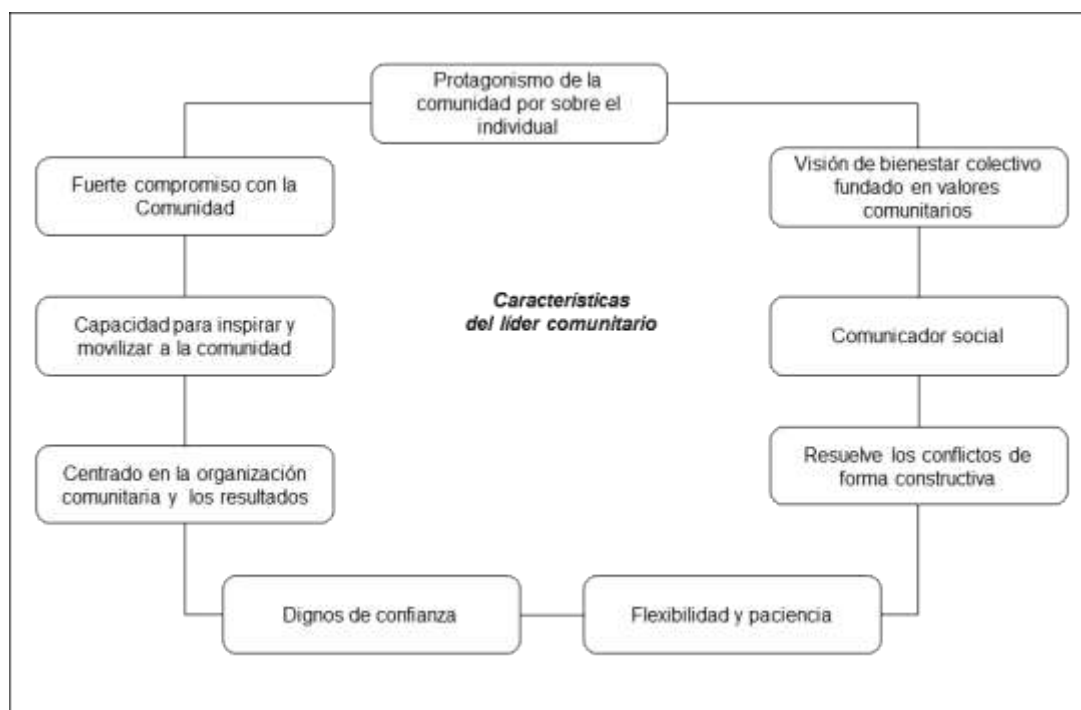 Protagonismo de la
comunidad por sobre el
individual
Fuerte compromiso con la
Comunidad
Visión de bienestar colectivo
fundado en valores
comunitarios
Características
del líder comunitario
Capacidad para inspirar y
movilizar a la comunidad
Comunicador social
Centrado en la organización
comunitaria y los resultados
Resuelve los conflictos de
forma constructiva
Dignos de confianza
Flexibilidad y paciencia